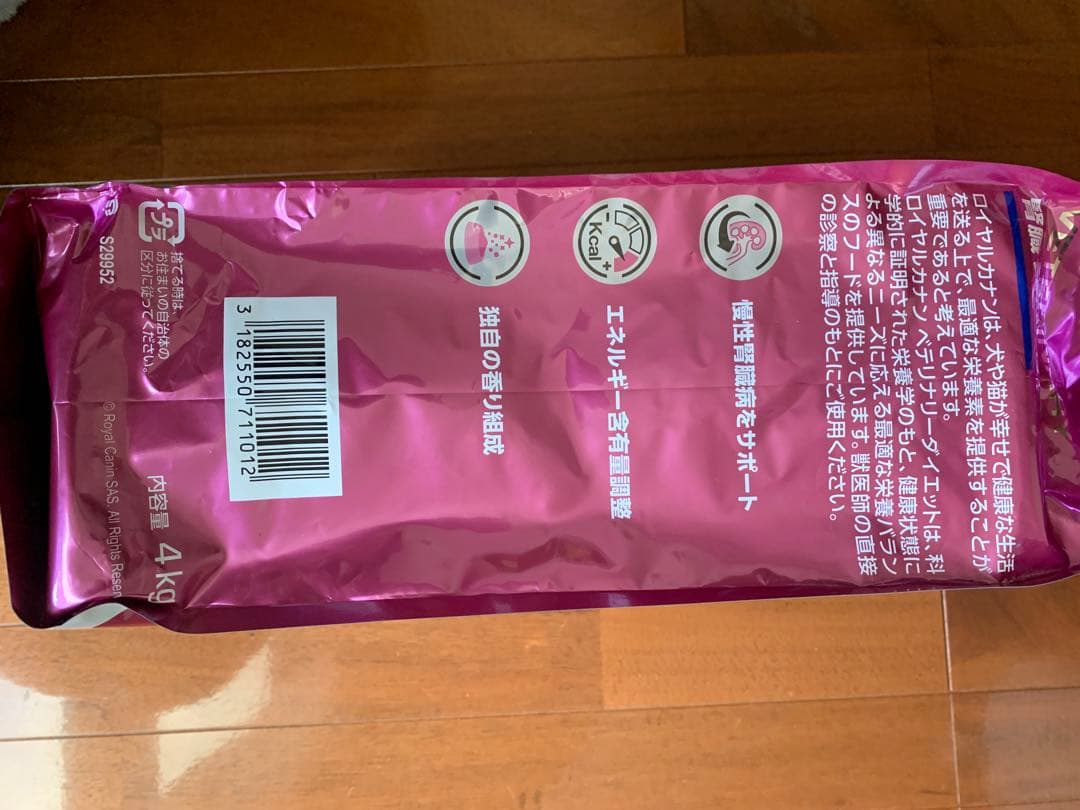 腎臓
ロイヤルカナンは、犬や猫が幸せで健康な生活
を送る上で、最適な栄養素を提供することが
重要であると考えています。
ロイヤルカナン ベテリナリーダイエットは、科
学的に証明された栄養学のもと、健康状態に
よる異なるニーズに応える最適な栄養バラン
スのフードを提供しています。獣医師の直接
の診察と指導のもとにご使用ください。
慢性腎臓病をサポート
- Kcal +
エネルギー含有量調整
独自の香り組成
3 182550 711012
プラ
捨てる時は、
お住まいの自治体の
区分に従ってください。
内容量 4kg
S29952
© Royal Canin SAS. All Rights Reser